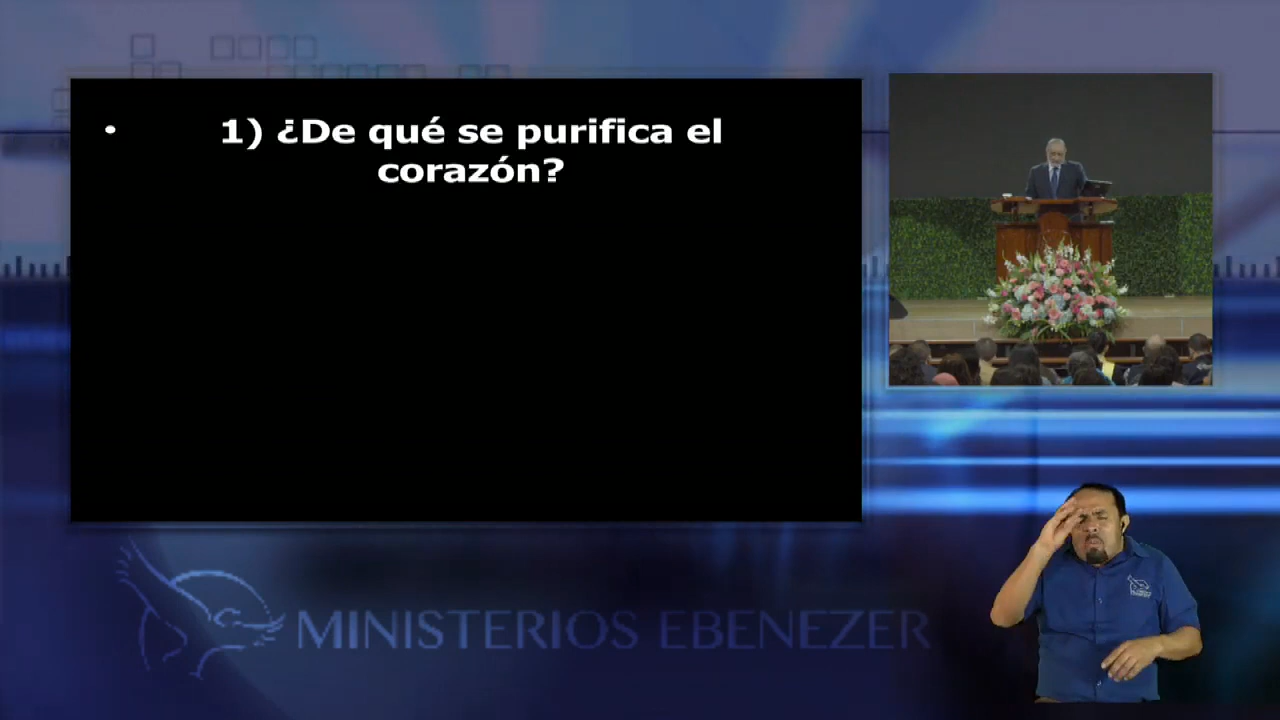 • 1) ¿De qué se purifica el
corazón?
MINISTERIOS EBENEZER